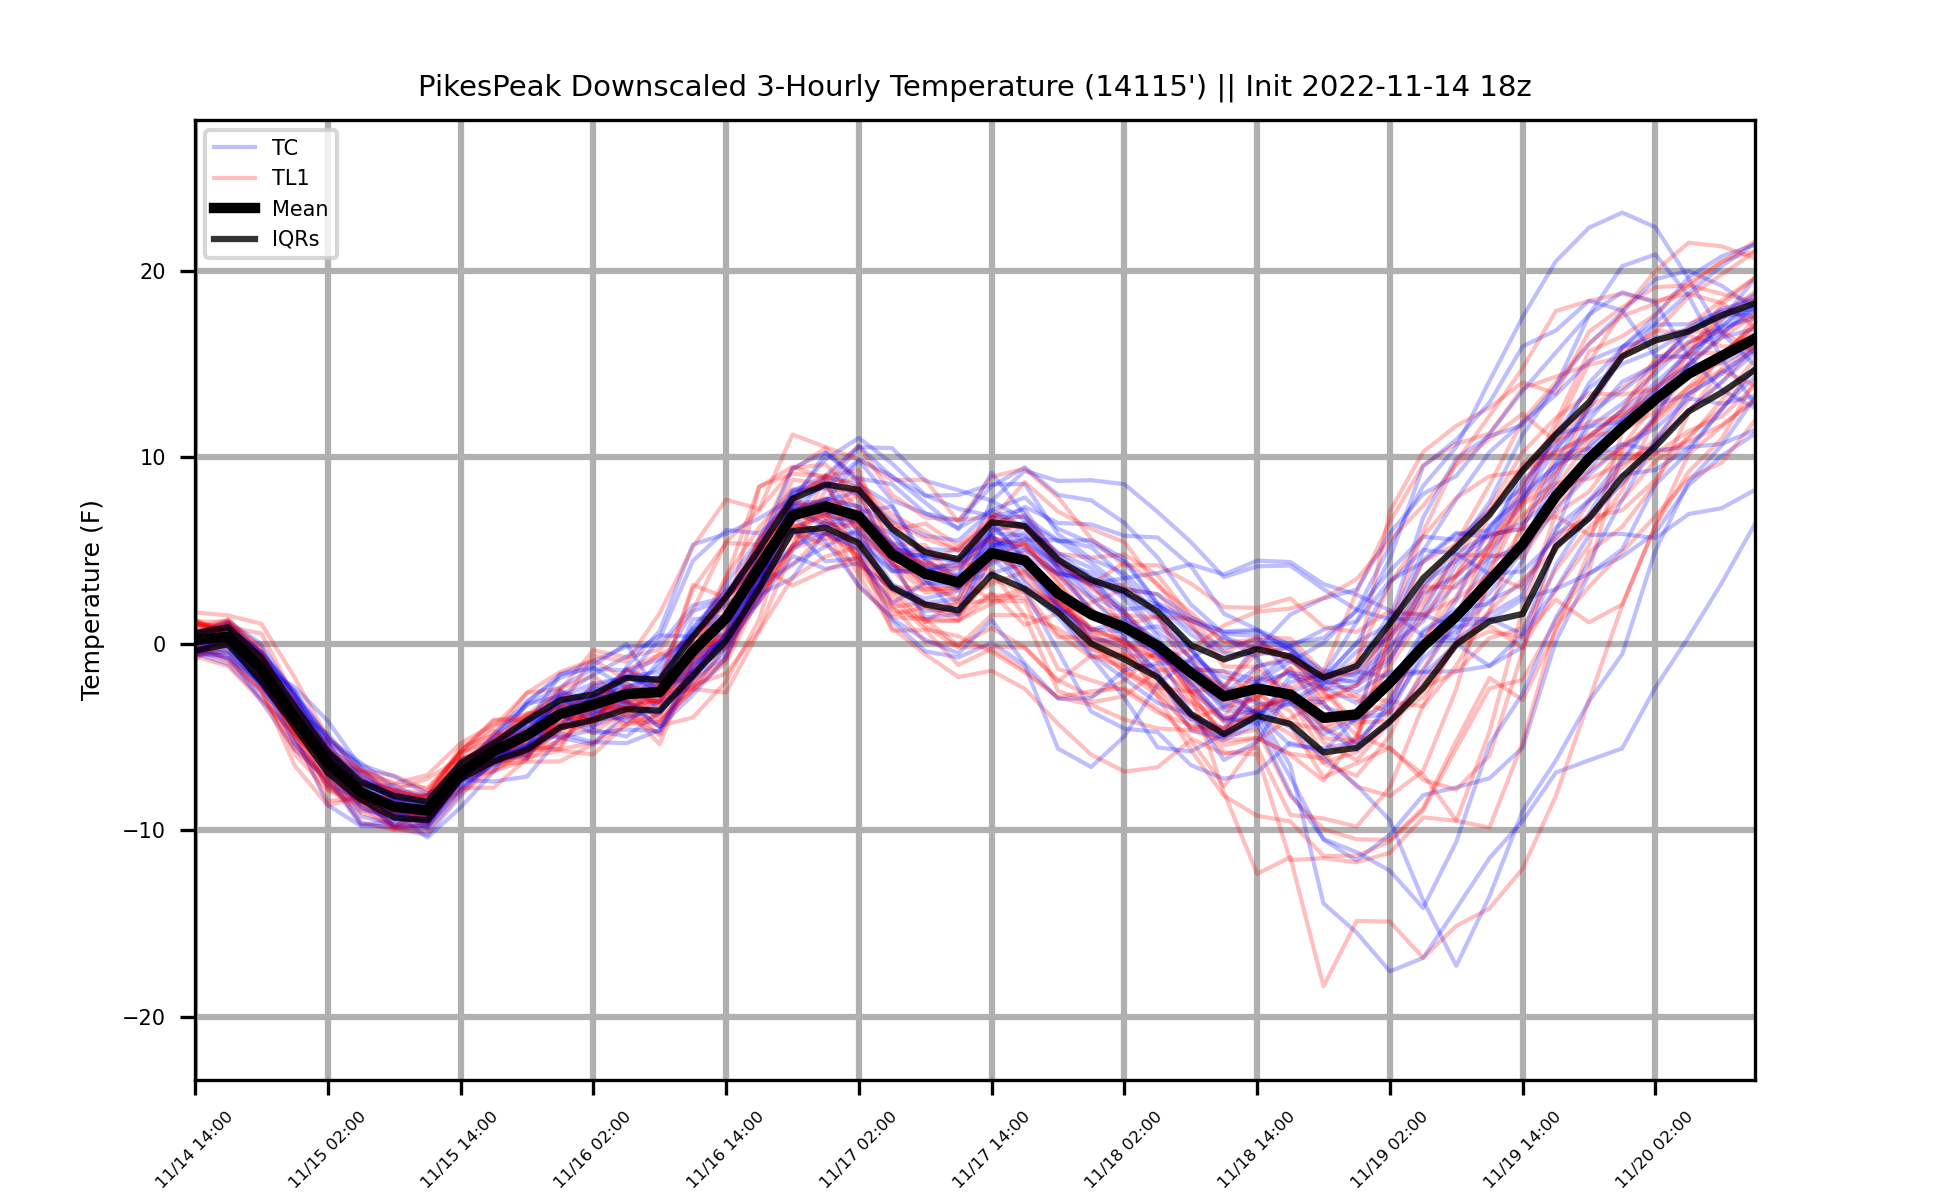 PikesPeak Downscaled 3-Hourly Temperature (14115') || Init 2022-11-14 18z
TC
TL1
Mean
IQRs
Temperature (F)
20
10
0
−10
−20
11/14 14:00
11/15 02:00
11/15 14:00
11/16 02:00
11/16 14:00
11/17 02:00
11/17 14:00
11/18 02:00
11/18 14:00
11/19 02:00
11/19 14:00
11/20 02:00